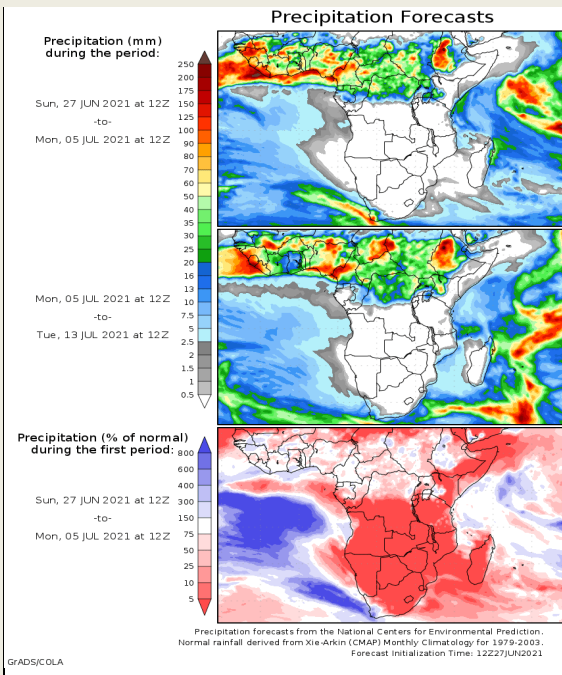 Precipitation Forecasts
Precipitation (mm)
during the period:
Sun, 27 JUN 2021 at 12Z
-to-
Mon, 05 JUL 2021 at 12Z
250
200
175
150
125
100
90
80
70
60
50
40
35
30
25
20
16
13
10
7.5
5
2.5
2
1.5
1
0.5
Mon, 05 JUL 2021 at 12Z
-to-
Tue, 13 JUL 2021 at 12Z
Precipitation (% of normal)
during the first period:
Sun, 27 JUN 2021 at 12Z
-to-
Mon, 05 JUL 2021 at 12Z
800
600
400
300
150
75
50
25
10
5
Precipitation forecasts from the National Centers for Environmental Prediction.
Normal rainfall derived from Xie-Arkin (CMAP) Monthly Climatology for 1979-2003.
Forecast Initialization Time: 12Z27JUN2021
GrADS/COLA